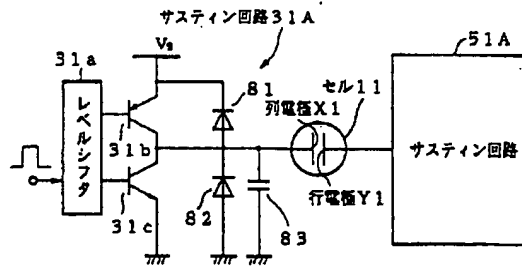 サスティン回路31A
51A
V₂
31a
レベルシフタ
31b
31c
81
82
83
セル11
列電極X1
行電極Y1
サスティン回路